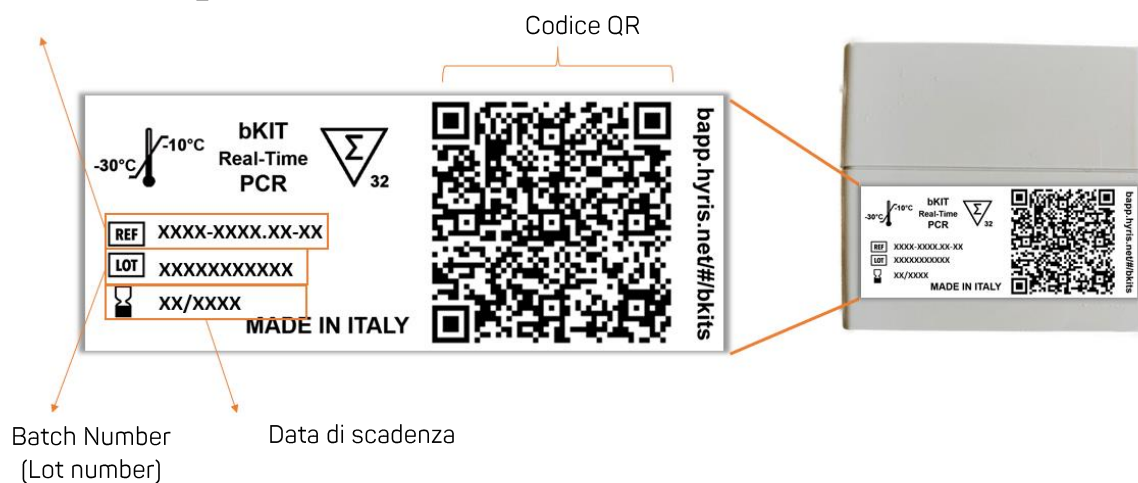 Codice QR
-30°C
-10°C
bKIT
Real-Time
PCR
Σ
32
REF XXXX-XXXX.XX-XX
LOT XXXXXXXXXXX
XX/XXXX
MADE IN ITALY
bapp.hyris.net/#/bkits
-30°C
-10°C
bKIT
Real-Time
PCR
Σ
32
REF XXXX-XXXX.XX-XX
LOT XXXXXXXXXXX
XX/XXXX
MADE IN ITALY
bapp.hyris.net/#/bkits
Batch Number
(Lot number)
Data di scadenza